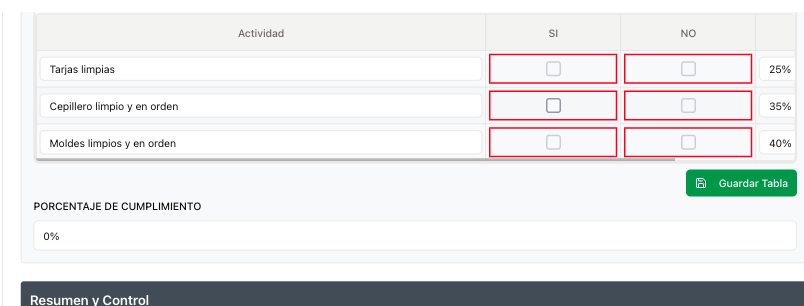 Actividad SI NO
Tarjas limpias 25%
Cepillero limpio y en orden 35%
Moldes limpios y en orden 40%
Guardar Tabla
PORCENTAJE DE CUMPLIMIENTO
0%
Resumen y Control